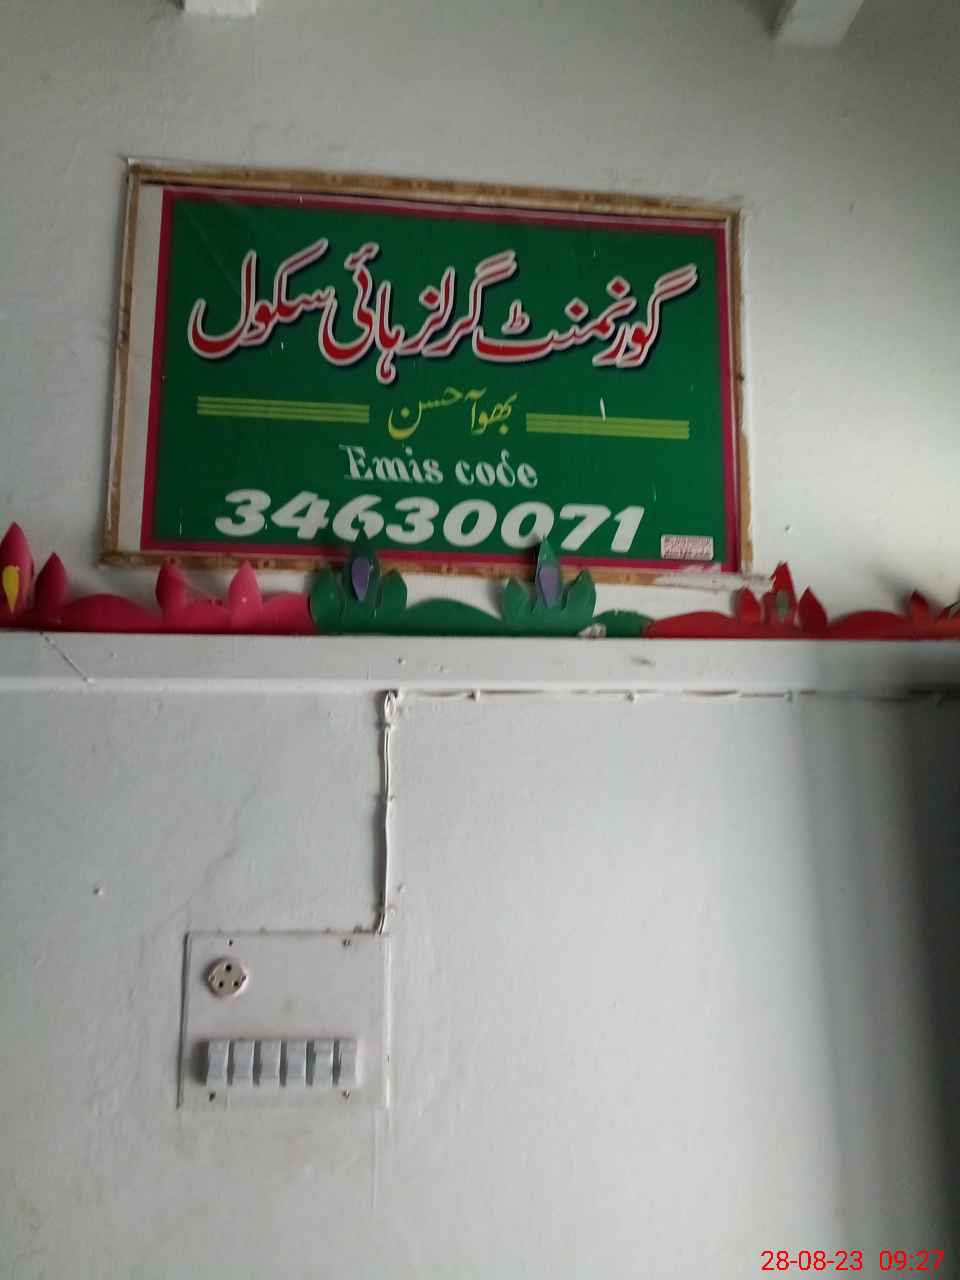 گورنمنٹ گرلز ہائی سکول
بھوآحسن
Emis code
34630071
28-08-23 09:27